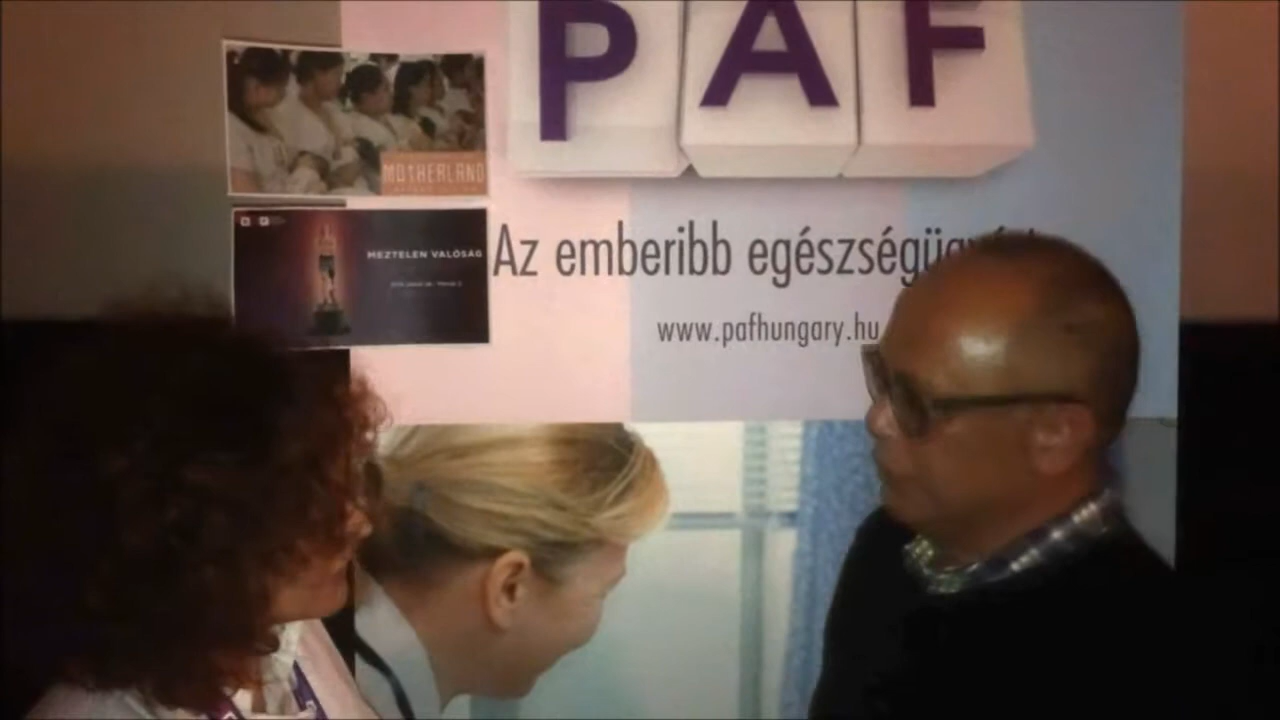 PAF
MOTHERLAND
MEZTELEN VALÓSÁG
Az emberibb
www.pafhungary.hu